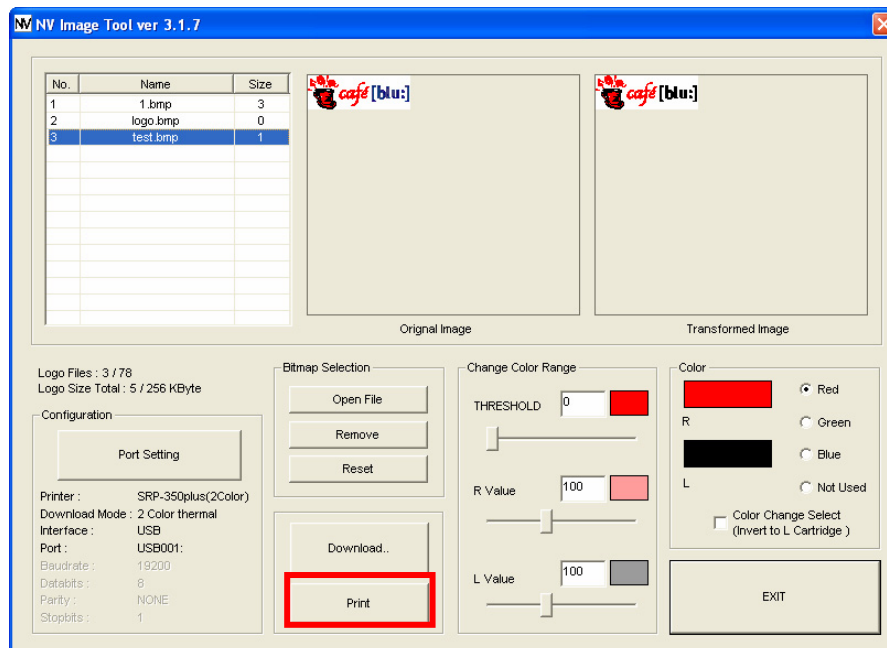 NV NV Image Tool ver 3.1.7
No. Name Size
1 1.bmp 3
2 logo.bmp 0
3 test.bmp 1
café [blu:]
café [blu:]
Orignal Image
Transformed Image
Logo Files : 3 / 78
Logo Size Total : 5 / 256 KByte
Configuration
Port Setting
Printer : SRP-350plus(2Color)
Download Mode : 2 Color thermal
Interface : USB
Port : USB001:
Baudrate : 19200
Databits : 8
Parity : NONE
Stopbits : 1
Bitmap Selection
Open File
Remove
Reset
Download..
Print
Change Color Range
THRESHOLD 0
R Value 100
L Value 100
Color
R
L
Red
Green
Blue
Not Used
Color Change Select
(Invert to L Cartridge )
EXIT